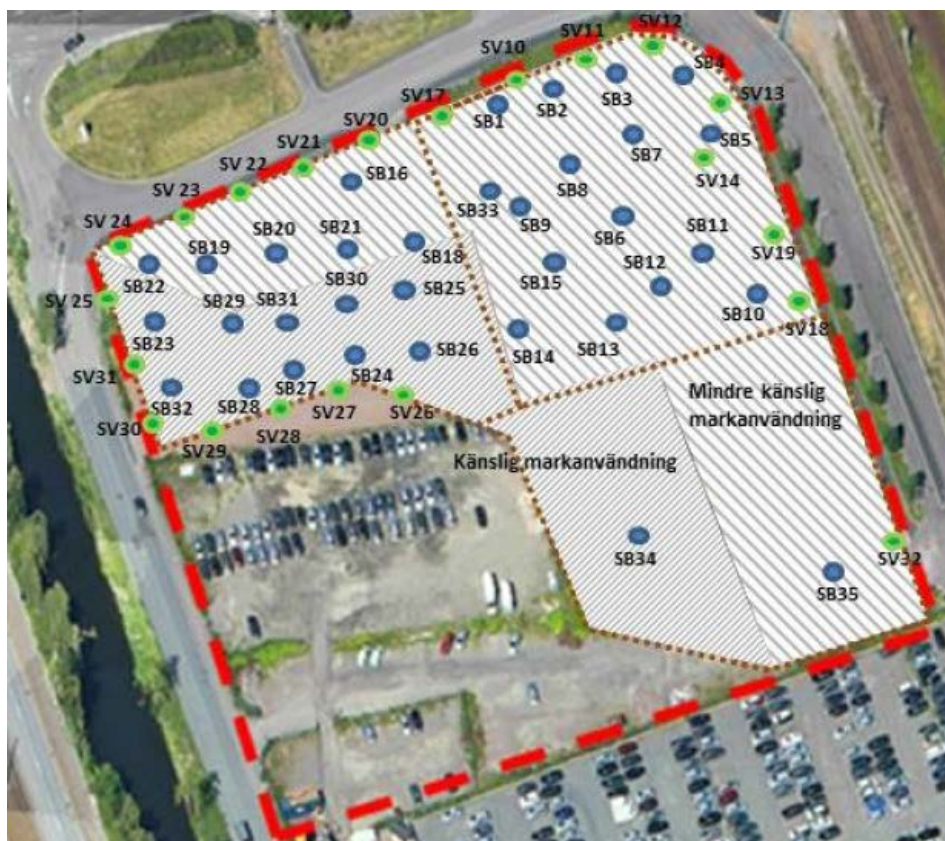 SV12
SV11
SV10
SB4
SV17
SB3
SV13
SB2
SB1
SV20
SB5
SV21
SB7
SV 22
SV14
SB16
SB8
SV 23
SB33
SV 24
SB9
SB21
SB11
SB20
SB6
SV19
SB19
SB18
SB12
SB22
SB30
SB15
SV 25
SB25
SB29
SB31
SB10
SV18
SB23
SB26
SB14
SB13
SV31
SB24
SB27
Mindre känslig
markanvändning
SB32
SB28
SV27
SV26
SV30
SV28
SV29
Känslig markanvändning
SV32
SB34
SB35